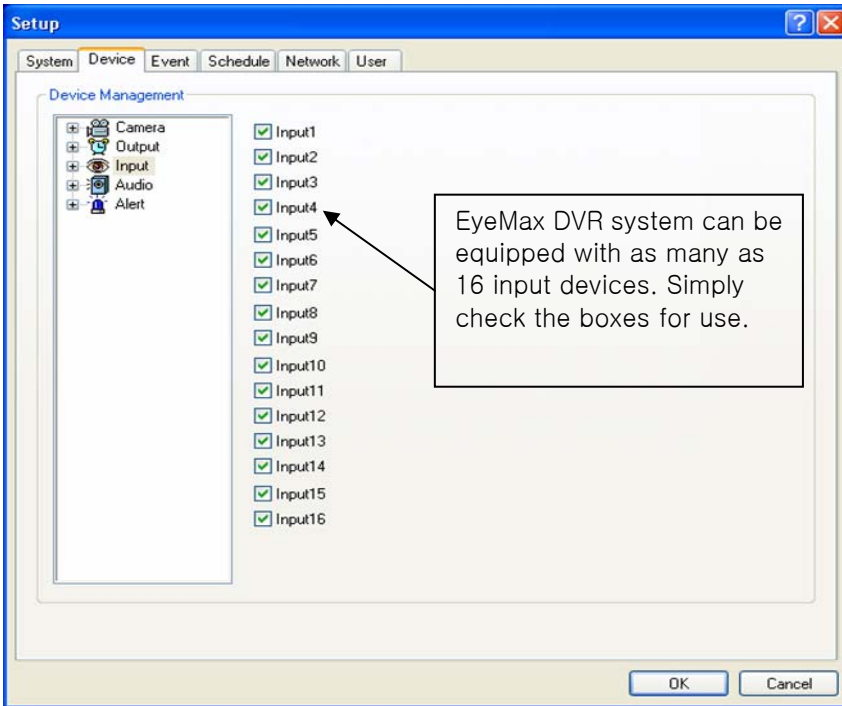 Setup
System Device Event Schedule Network User
Device Management
Camera
Output
Input
Audio
Alert
Input1
Input2
Input3
Input4
Input5
Input6
Input7
Input8
Input9
Input10
Input11
Input12
Input13
Input14
Input15
Input16
EyeMax DVR system can be
equipped with as many as
16 input devices. Simply
check the boxes for use.
OK Cancel